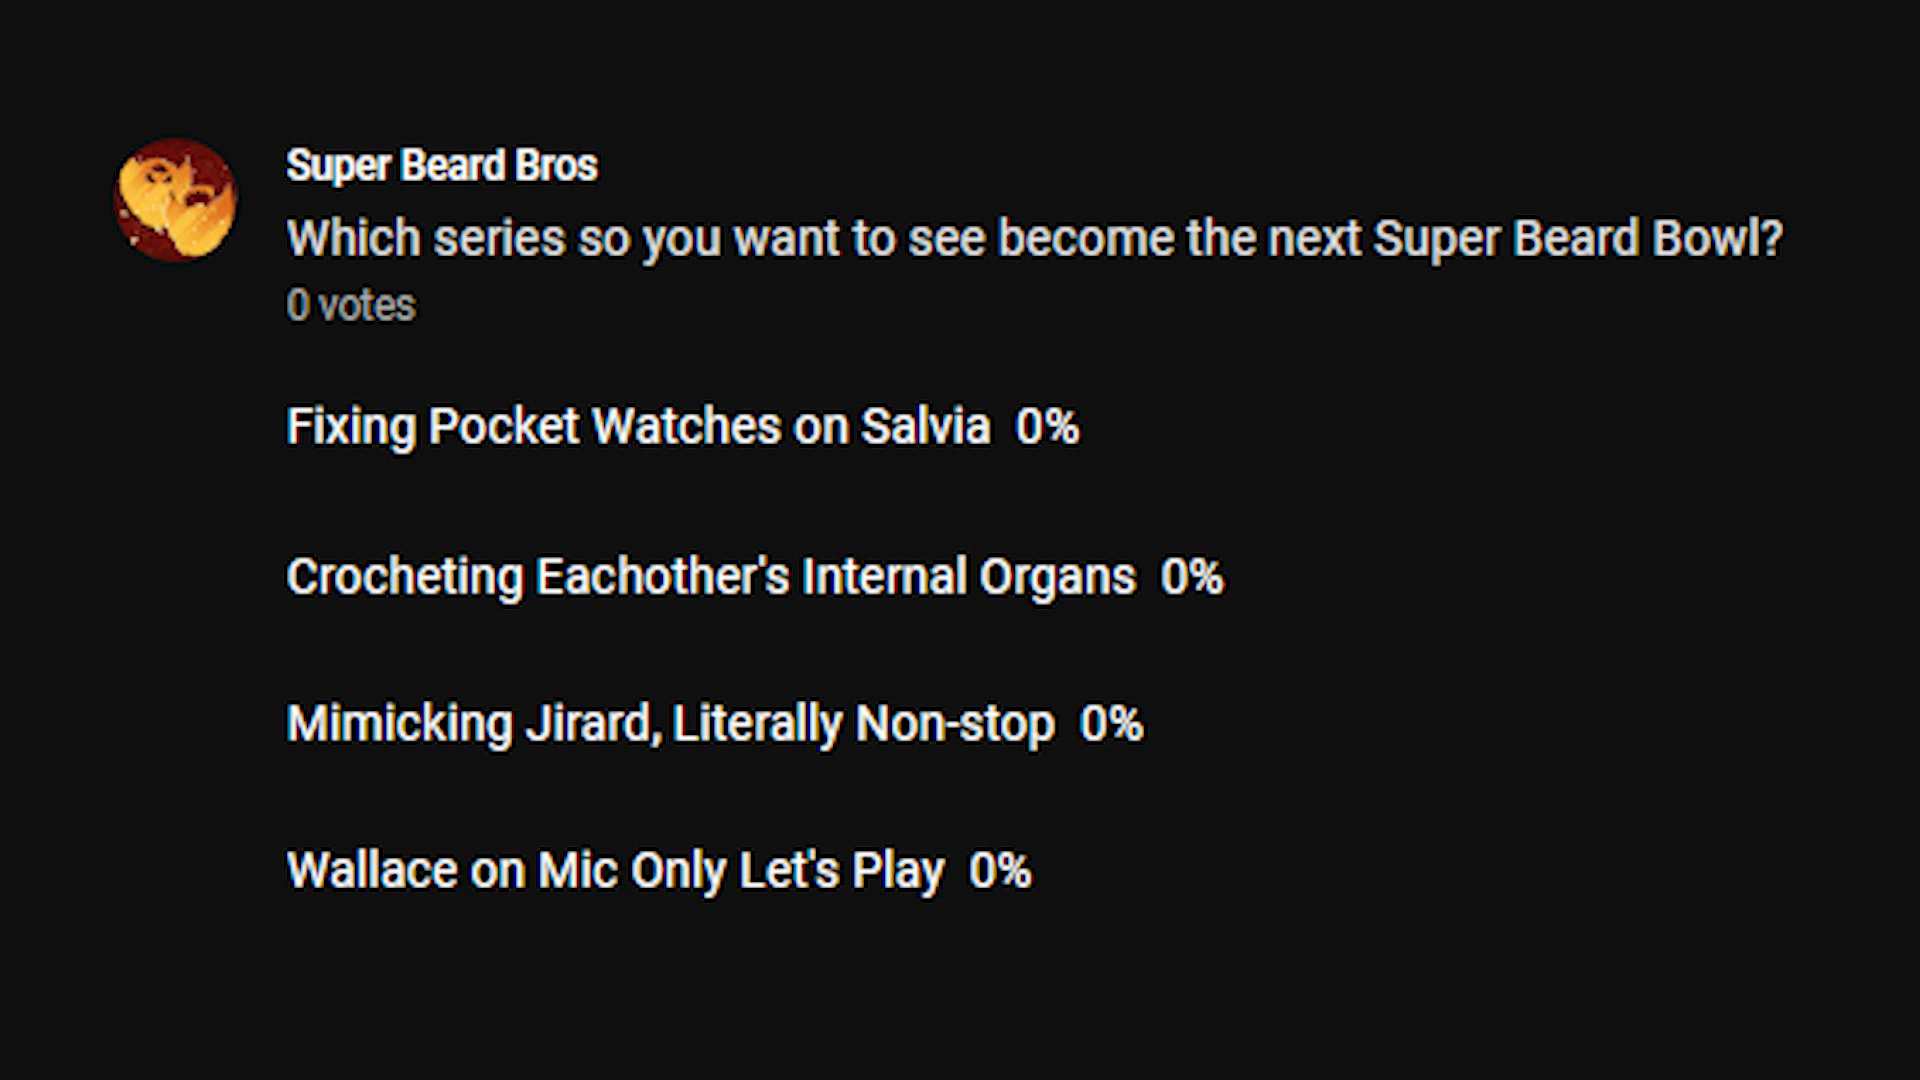 Super Beard Bros
Which series so you want to see become the next Super Beard Bowl?
0 votes
Fixing Pocket Watches on Salvia 0%
Crocheting Eachother's Internal Organs 0%
Mimicking Jirard, Literally Non-stop 0%
Wallace on Mic Only Let's Play 0%